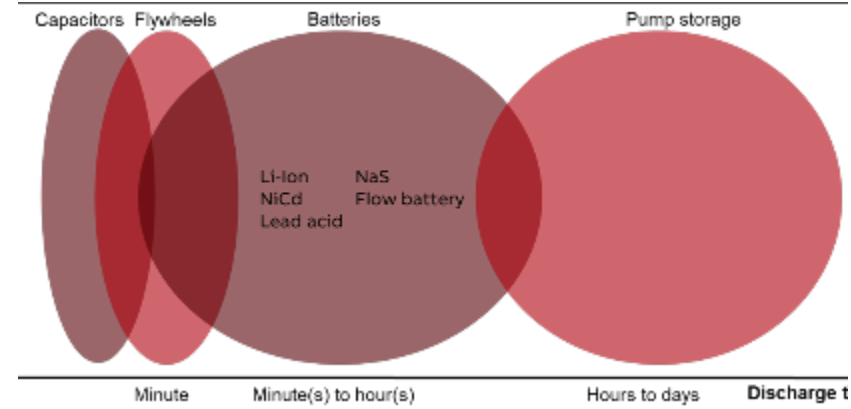 Capacitors Flywheels Batteries Pump storage
Li-Ion NaS
NiCd Flow battery
Lead acid
Minute Minute(s) to hour(s) Hours to days Discharge t